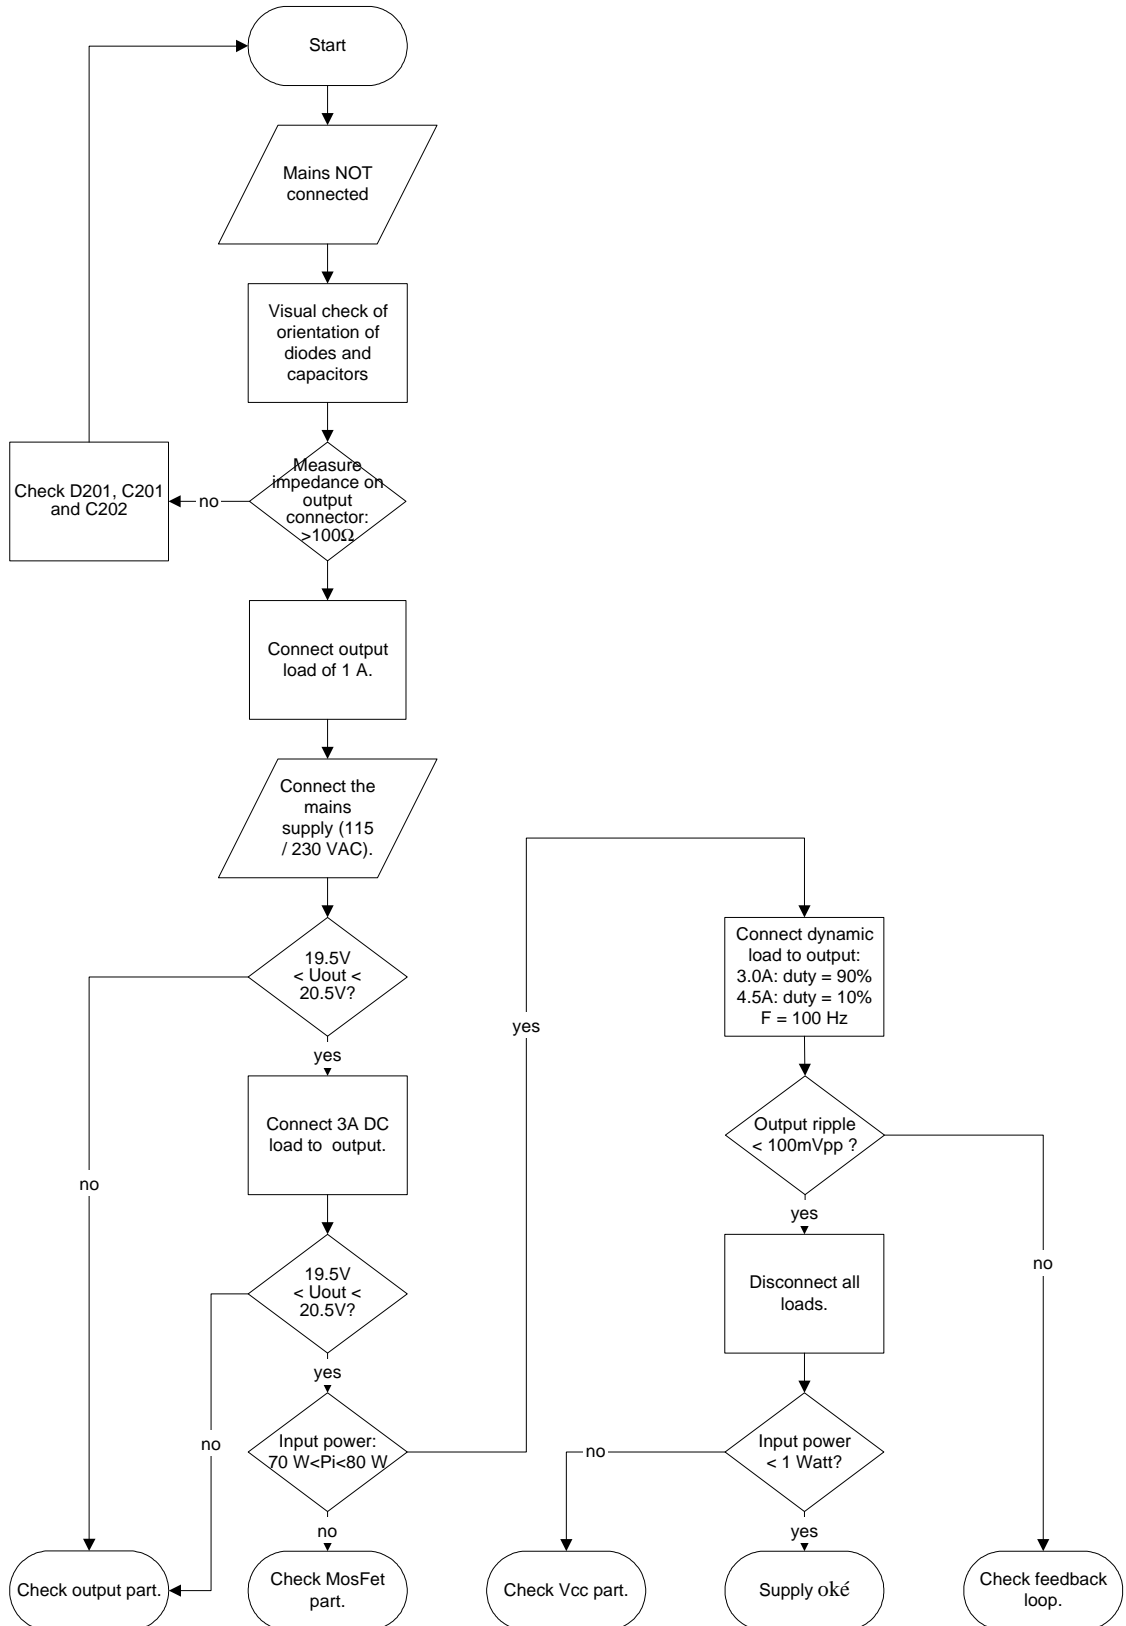 Start
Mains NOT
connected
Visual check of
orientation of
diodes and
capacitors
Measure
impedance on
output
connector:
>100Ω
no
Check D201, C201
and C202
Connect output
load of 1 A.
Connect the
mains
supply (115
/ 230 VAC).
19.5V
< Uout <
20.5V?
yes
no
Connect 3A DC
load to output.
19.5V
< Uout <
20.5V?
yes
no
Input power:
70 W<Pi<80 W
yes
no
Check output part.
Check MosFet
part.
Connect dynamic
load to output:
3.0A: duty = 90%
4.5A: duty = 10%
F = 100 Hz
Output ripple
< 100mVpp ?
yes
no
Disconnect all
loads.
Input power
< 1 Watt?
no
yes
Check Vcc part.
Supply oké
Check feedback
loop.